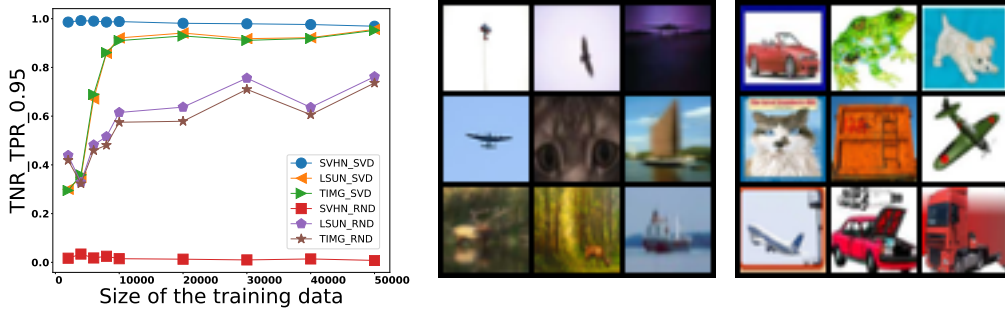 1.0
0.8
0.6
0.4
0.2
0.0
TNR_TPR_0.95
SVHN_SVD
LSUN_SVD
TIMG_SVD
SVHN_RND
LSUN_RND
TIMG_RND
0 10000 20000 30000 40000 50000
Size of the training data